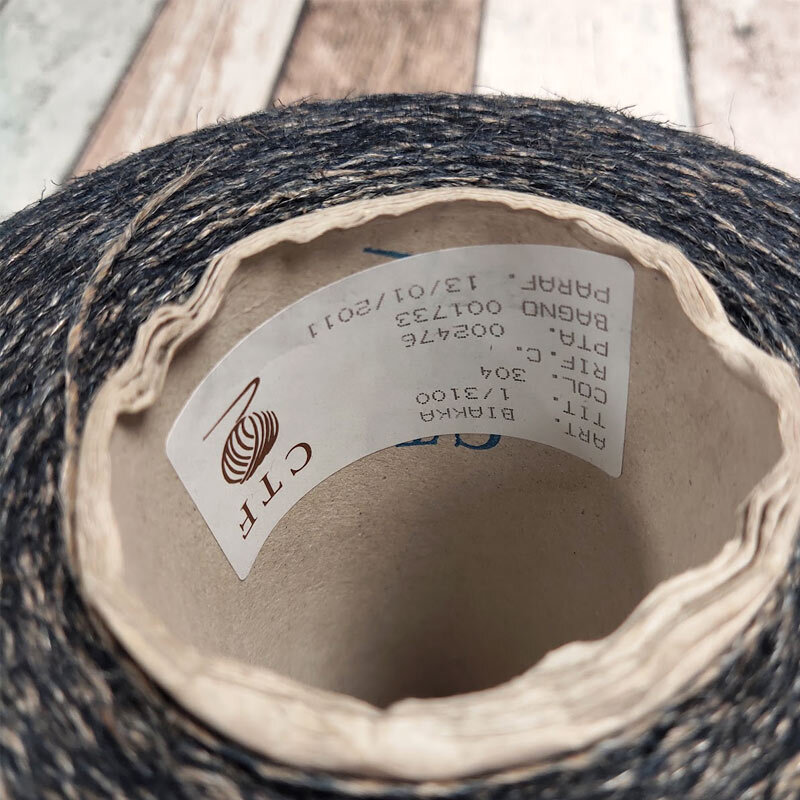 CTF
ART. BIAKKA
TIT. 1/3100
COL. 304
RIF.C.
PTA. 002476
BAGNO 001733
PARAF. 13/01/2011